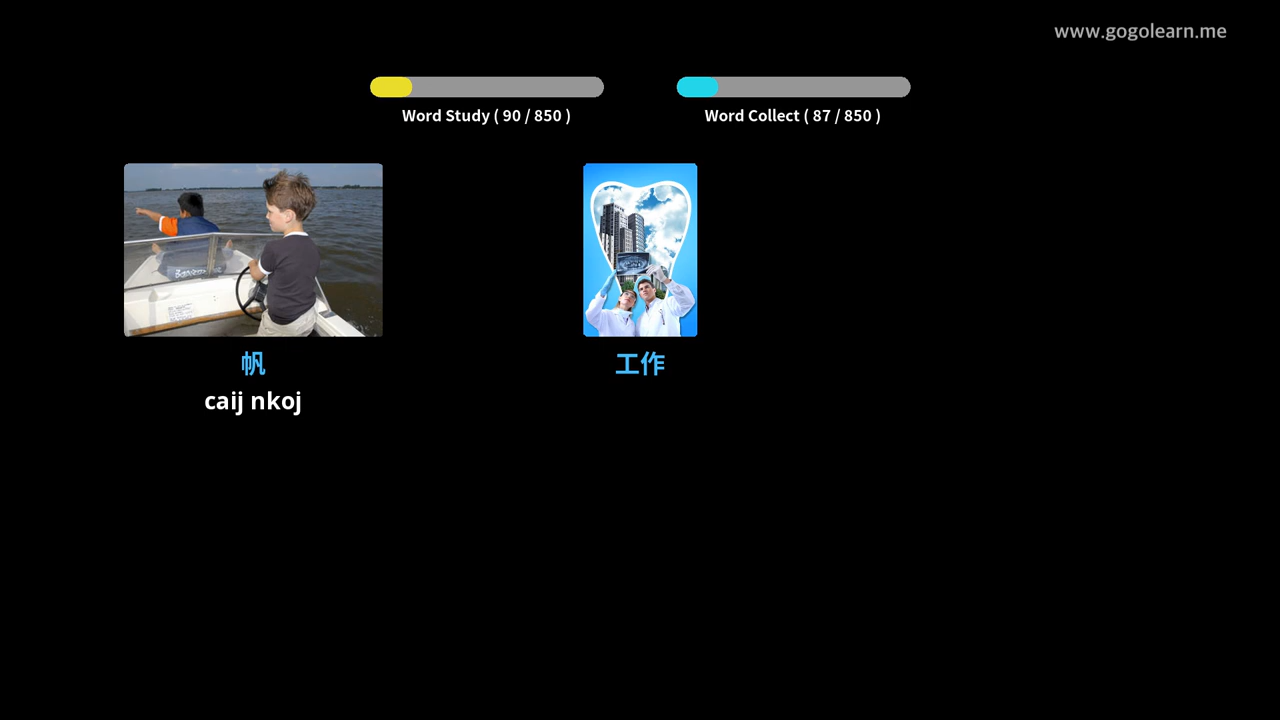 www.gogolearn.me
Word Study ( 90 / 850 )
Word Collect ( 87 / 850 )
帆
caij nkoj
工作